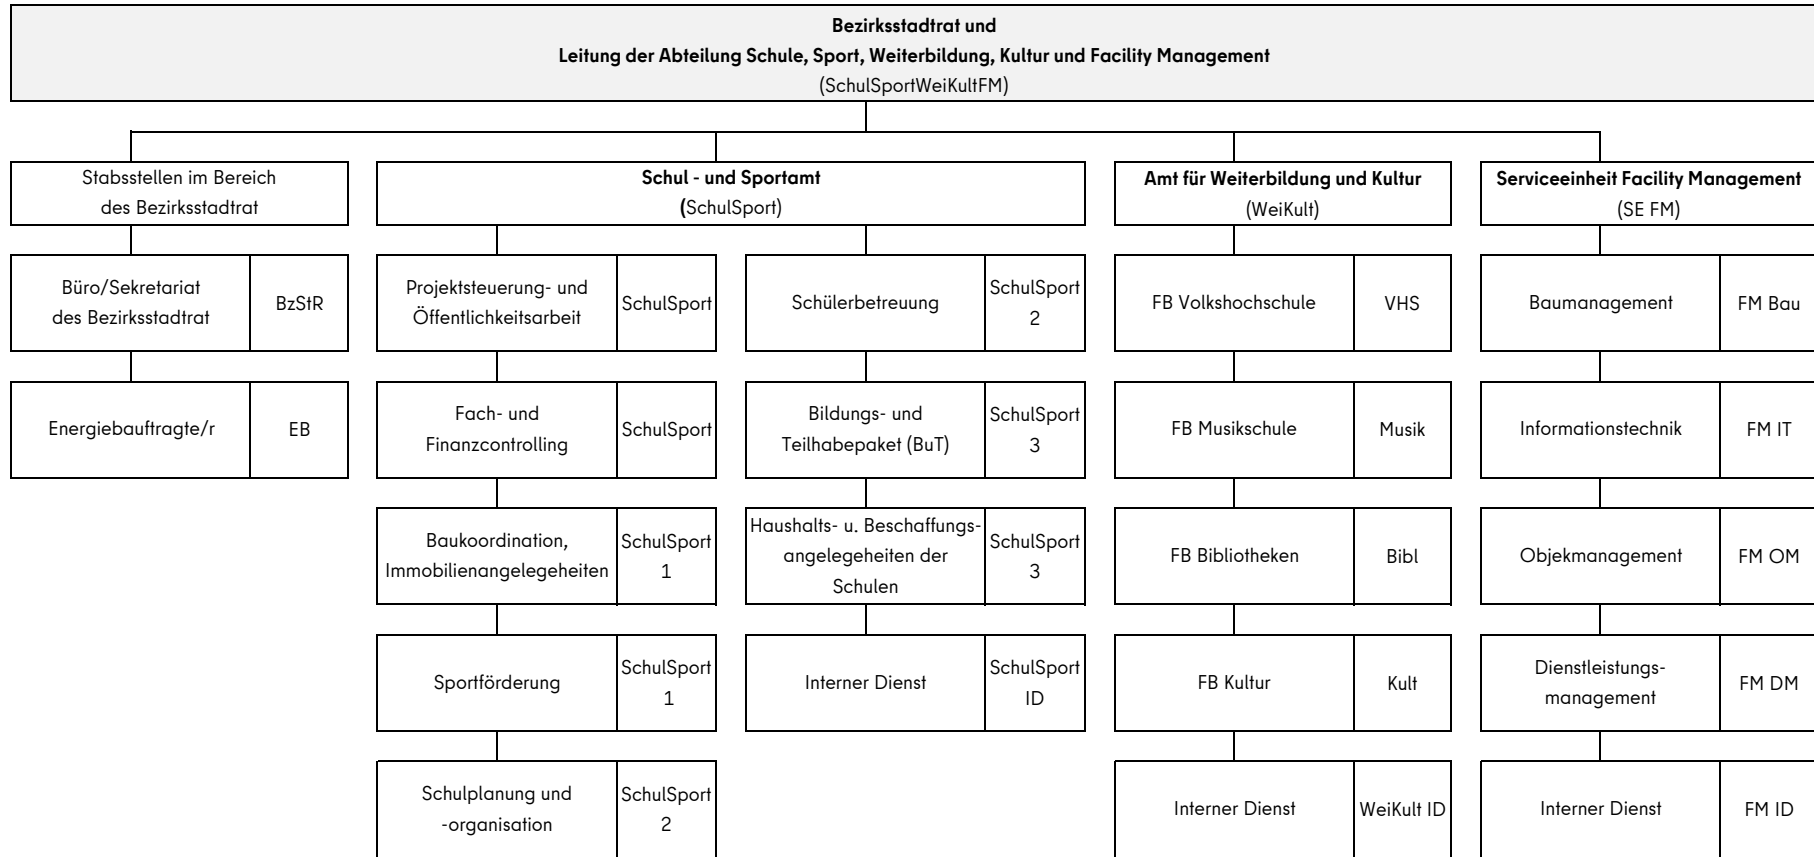 Bezirksstadtrat und
Leitung der Abteilung Schule, Sport, Weiterbildung, Kultur und Facility Management
(SchulSportWeiKultFM)
Stabsstellen im Bereich
des Bezirksstadtrat
Büro/Sekretariat
des Bezirksstadtrat
BzStR
Energiebauftragte/r
EB
Schul - und Sportamt
(SchulSport)
Projektsteuerung- und
Öffentlichkeitsarbeit
SchulSport
Fach- und
Finanzcontrolling
SchulSport
Baukoordination,
Immobilienangelegeheiten
SchulSport
1
Sportförderung
SchulSport
1
Schulplanung und
-organisation
SchulSport
2
Schülerbetreuung
SchulSport
2
Bildungs- und
Teilhabepaket (BuT)
SchulSport
3
Haushalts- u. Beschaffungs-
angelegeheiten der
Schulen
SchulSport
3
Interner Dienst
SchulSport
ID
Amt für Weiterbildung und Kultur
(WeiKult)
FB Volkshochschule
VHS
FB Musikschule
Musik
FB Bibliotheken
Bibl
FB Kultur
Kult
Interner Dienst
WeiKult ID
Serviceeinheit Facility Management
(SE FM)
Baumanagement
FM Bau
Informationstechnik
FM IT
Objekmanagement
FM OM
Dienstleistungs-
management
FM DM
Interner Dienst
FM ID